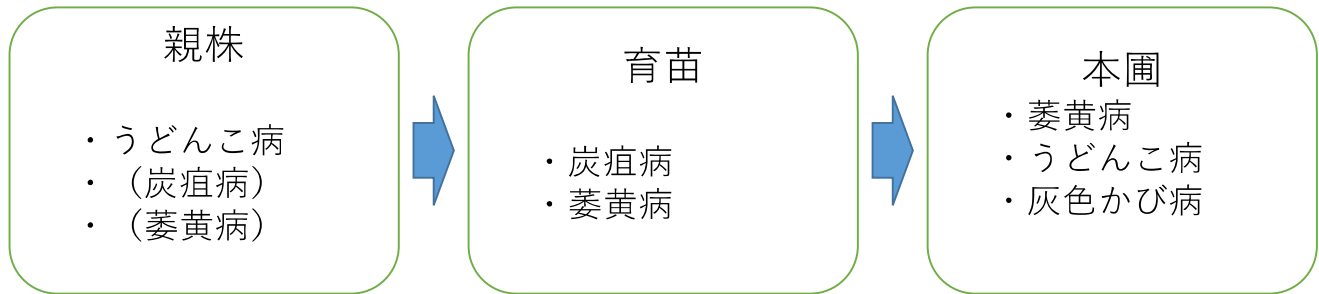 親株
・うどんこ病
・（炭疽病）
・（萎黄病）
育苗
・炭疽病
・萎黄病
本圃
・萎黄病
・うどんこ病
・灰色かび病